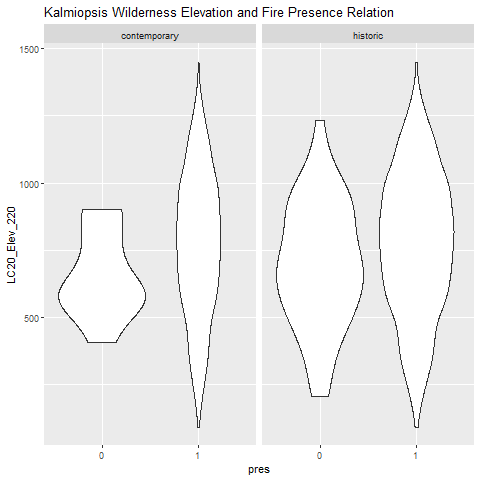 Kalmiopsis Wilderness Elevation and Fire Presence Relation
contemporary
historic
1500
1000
500
LC20_Elev_220
0
1
0
1
pres